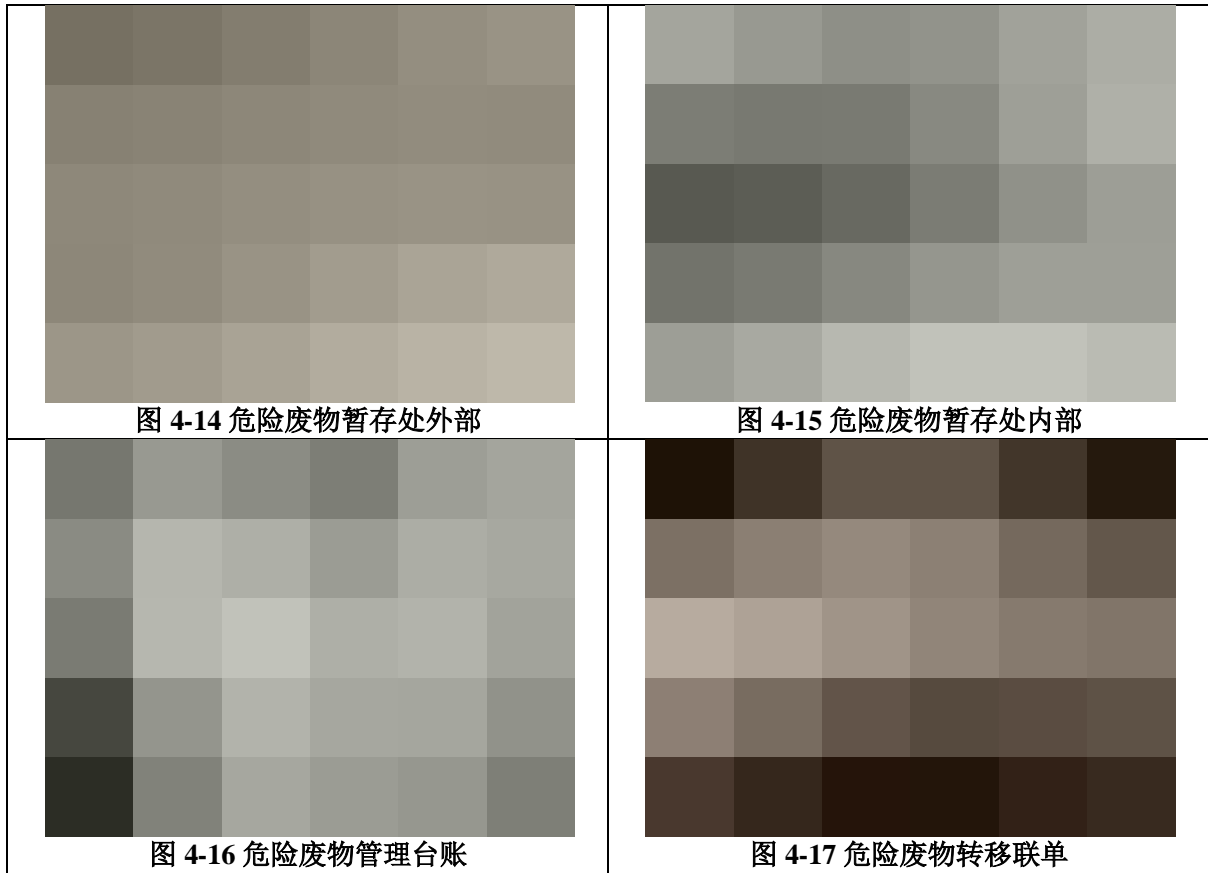 图 4-14 危险废物暂存处外部
图 4-15 危险废物暂存处内部
图 4-16 危险废物管理台账
图 4-17 危险废物转移联单